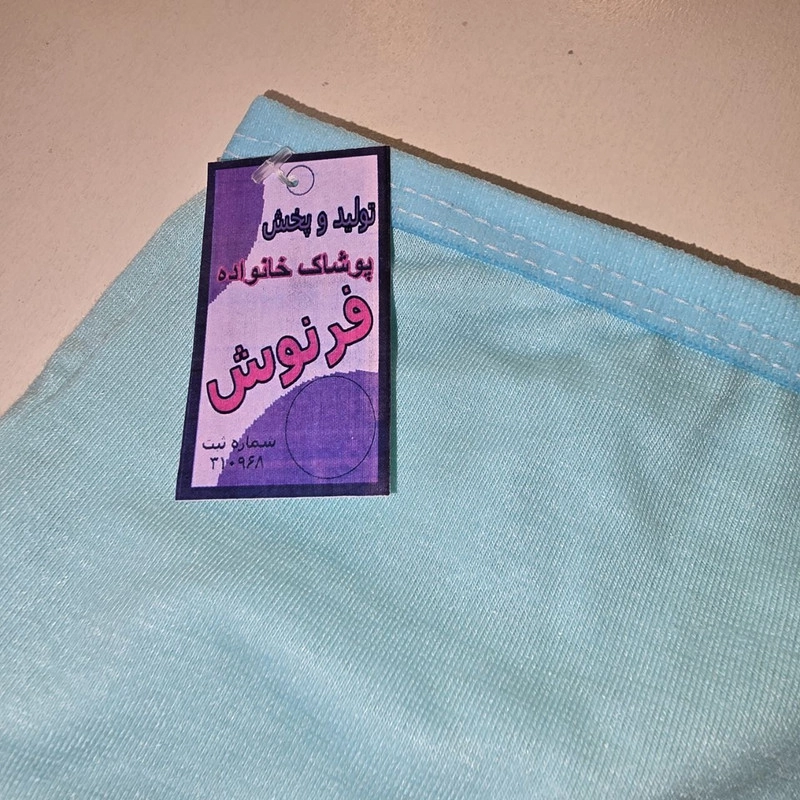 تولید و پخش
پوشاک خانواده
فرنوش
شماره ثبت
۳۱۰۹۶۸